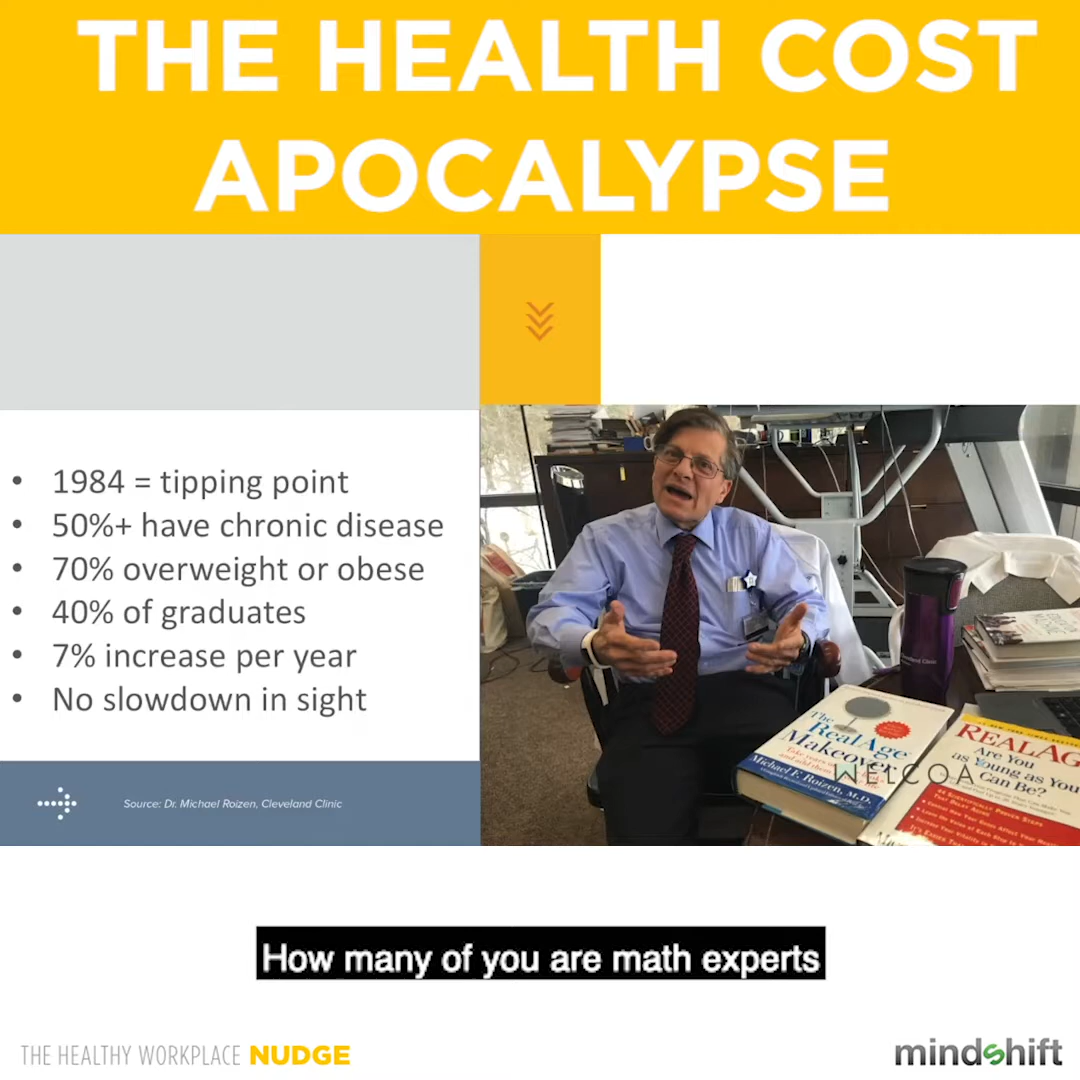 THE HEALTH COST
APOCALYPSE
• 1984 = tipping point
• 50%+ have chronic disease
• 70% overweight or obese
• 40% of graduates
• 7% increase per year
• No slowdown in sight
Source: Dr. Michael Roizen, Cleveland Clinic
The
RealAge
Makeover
Michael F. Roizen, M.D.
WELCOA
REALAG
Are You
as Young as You
Can Be?
How many of you are math experts
THE HEALTHY WORKPLACE NUDGE
mindshift